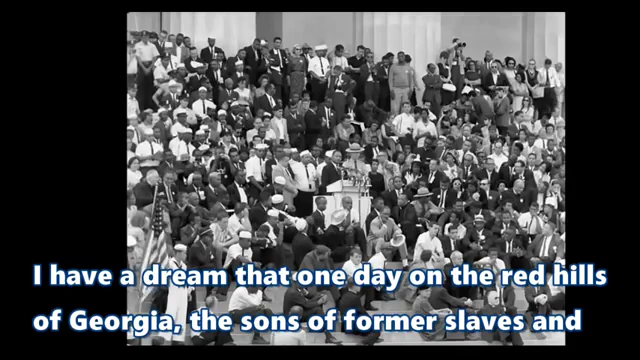 I have a dream that one day on the red hills
of Georgia, the sons of former slaves and